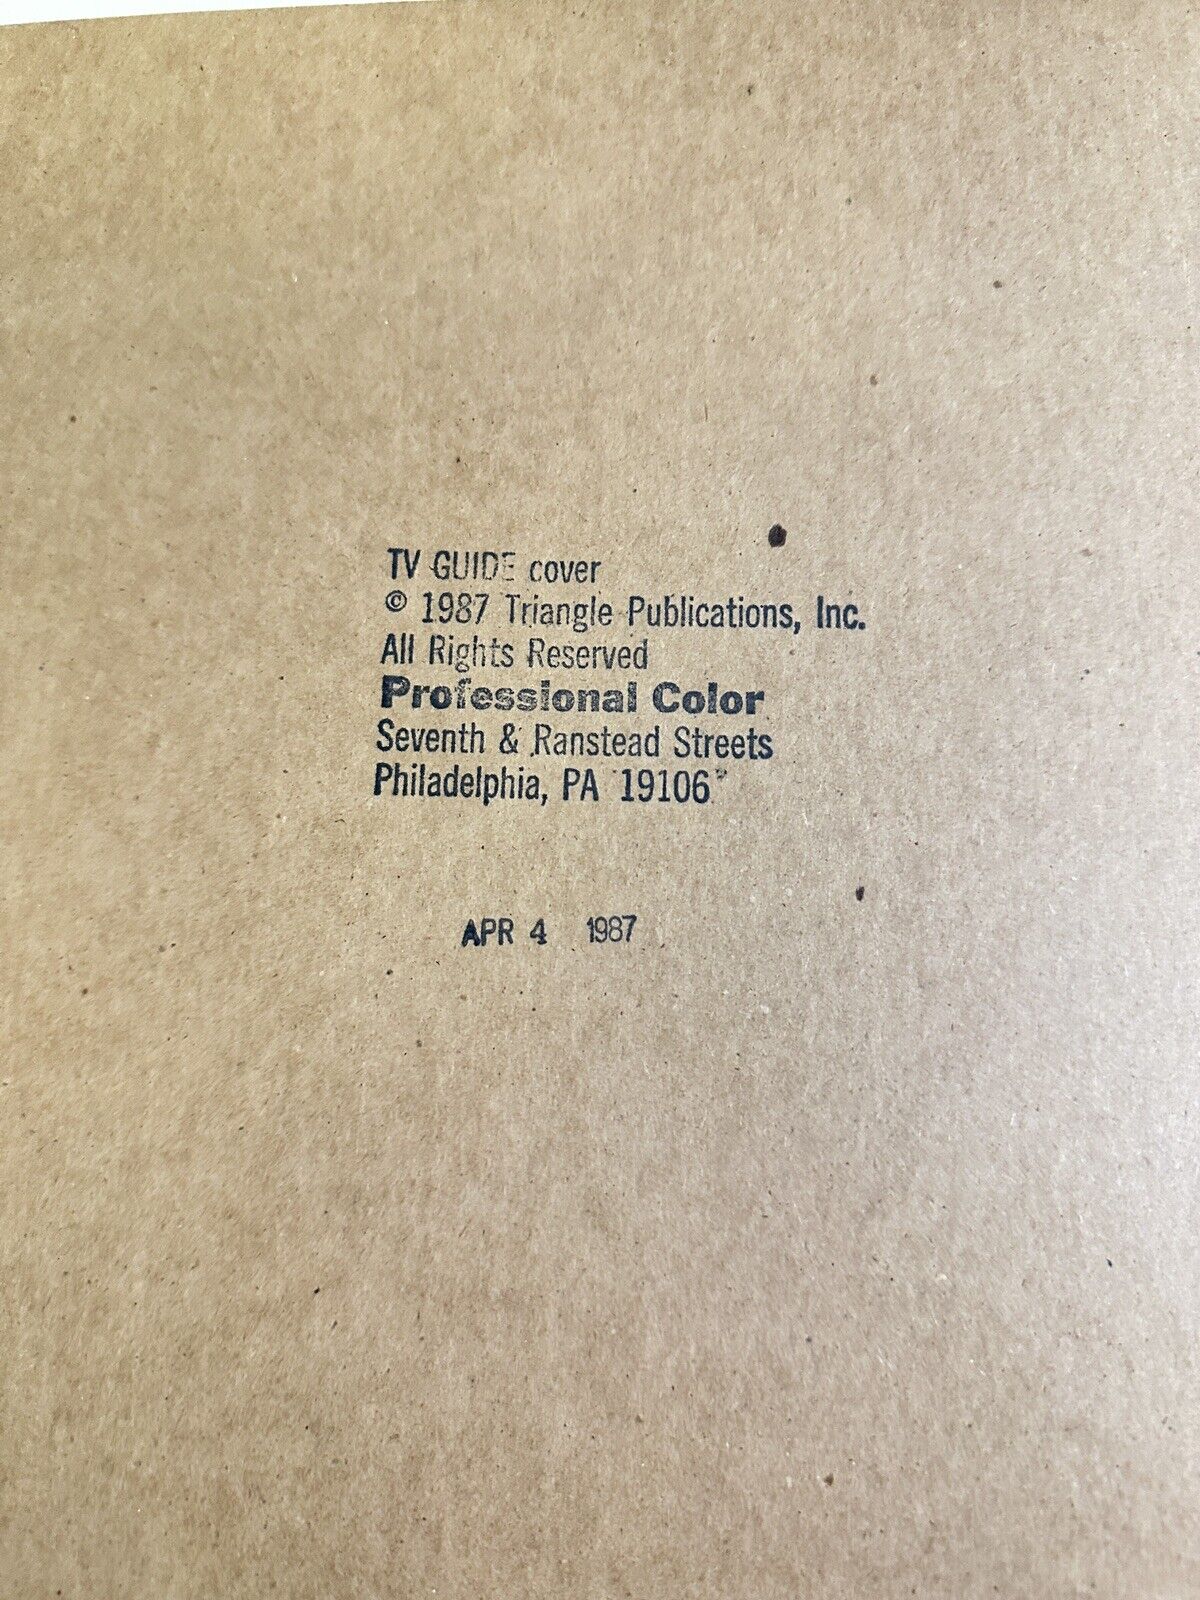 TV GUIDE cover
© 1987 Triangle Publications, Inc.
All Rights Reserved
Professional Color
Seventh & Ranstead Streets
Philadelphia, PA 19106
APR 4 1987